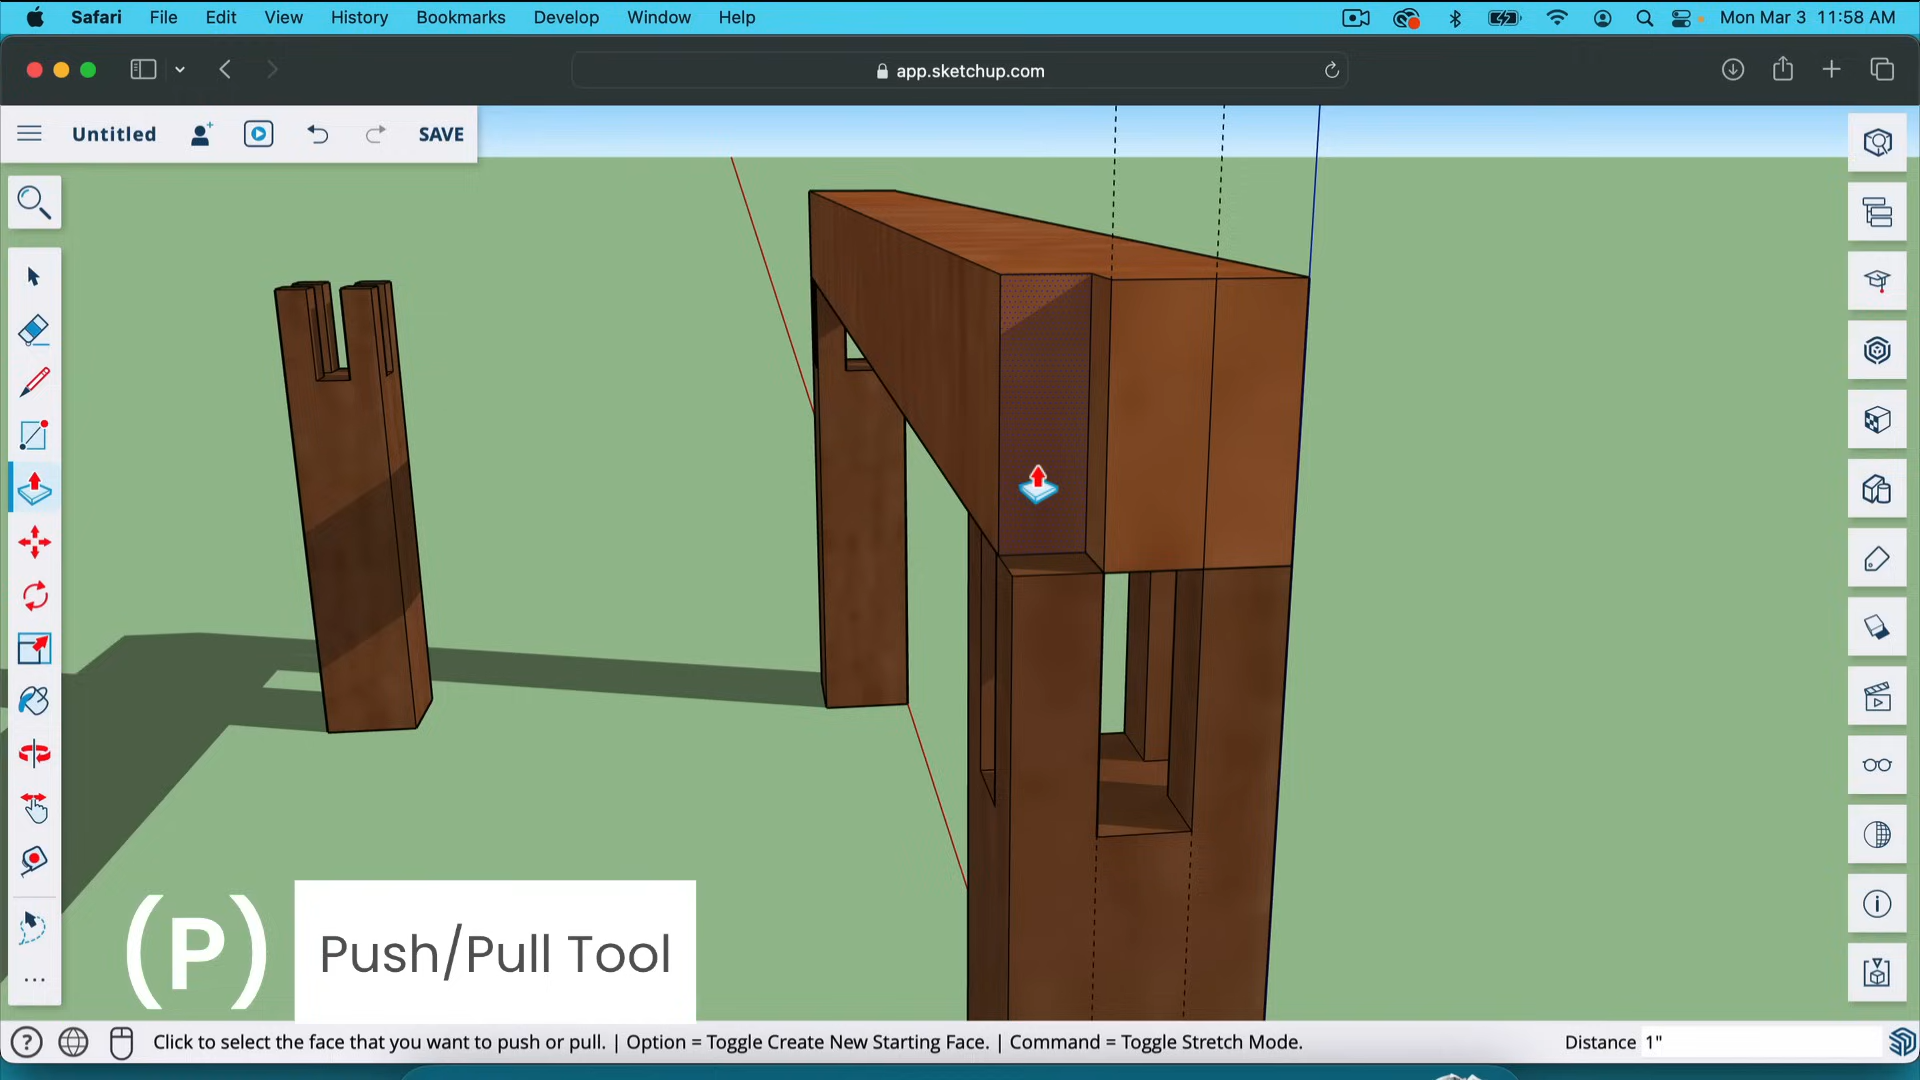 Safari File Edit View History Bookmarks Develop Window Help Mon Mar 3 11:58 AM
app.sketchup.com
Untitled SAVE
(P) Push/Pull Tool
Click to select the face that you want to push or pull. | Option = Toggle Create New Starting Face. | Command = Toggle Stretch Mode. Distance 1"